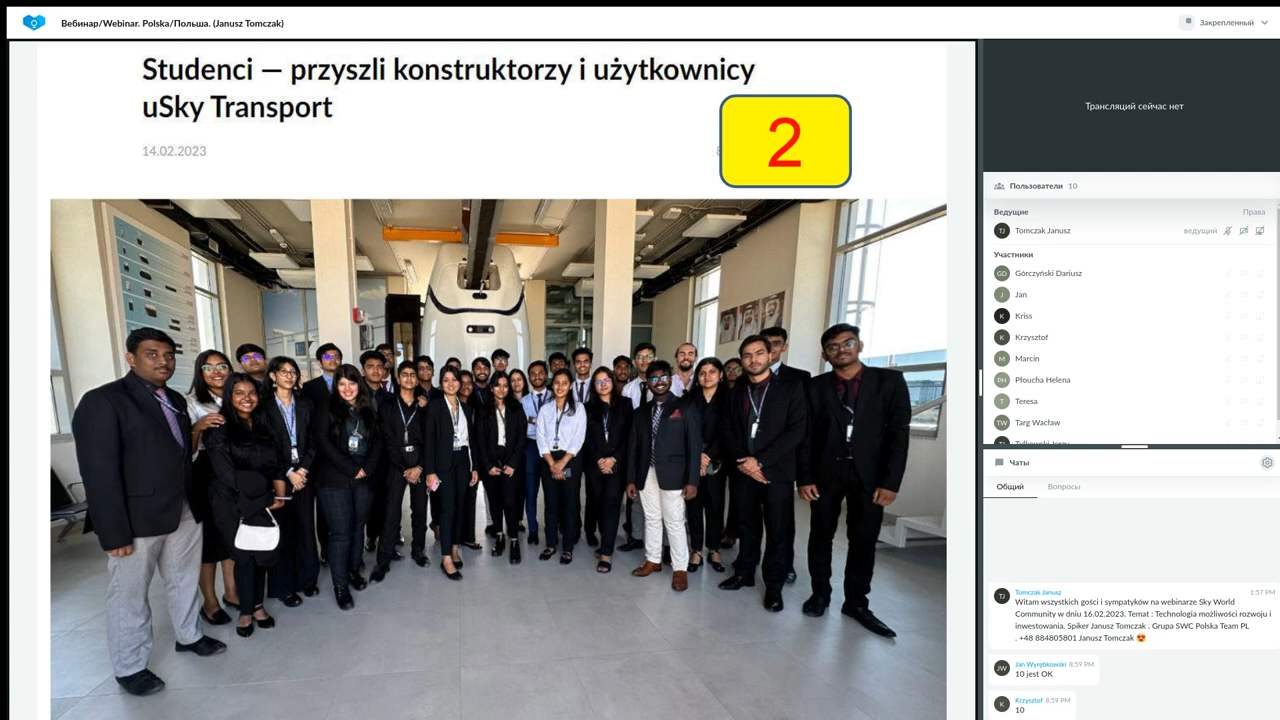 Вебинар/Webinar. Polska/Польша. (Janusz Tomczak)
Закрепленный
Studenci — przyszli konstruktorzy i użytkownicy
uSky Transport
14.02.2023
2
Трансляций сейчас нет
Пользователи 10
Ведущие Права
TJ Tomczak Janusz ведущий
Участники
GD Górczyński Dariusz
J Jan
K Kriss
K Krzysztof
M Marcin
PH Płoucha Helena
T Teresa
TW Targ Wacław
TJ Tylkowski Jerzy
Чаты
Общий Вопросы
TJ Tomczak Janusz 1:57 PM
Witam wszystkich gości i sympatyków na webinarze Sky World
Community w dniu 16.02.2023. Temat : Technologia możliwości rozwoju i
inwestowania. Spiker Janusz Tomczak . Grupa SWC Polska Team PL
. +48 884805801 Janusz Tomczak 😍
JW Jan Wyrębkowski 8:59 PM
10 jest OK
K Krzysztof 8:59 PM
10